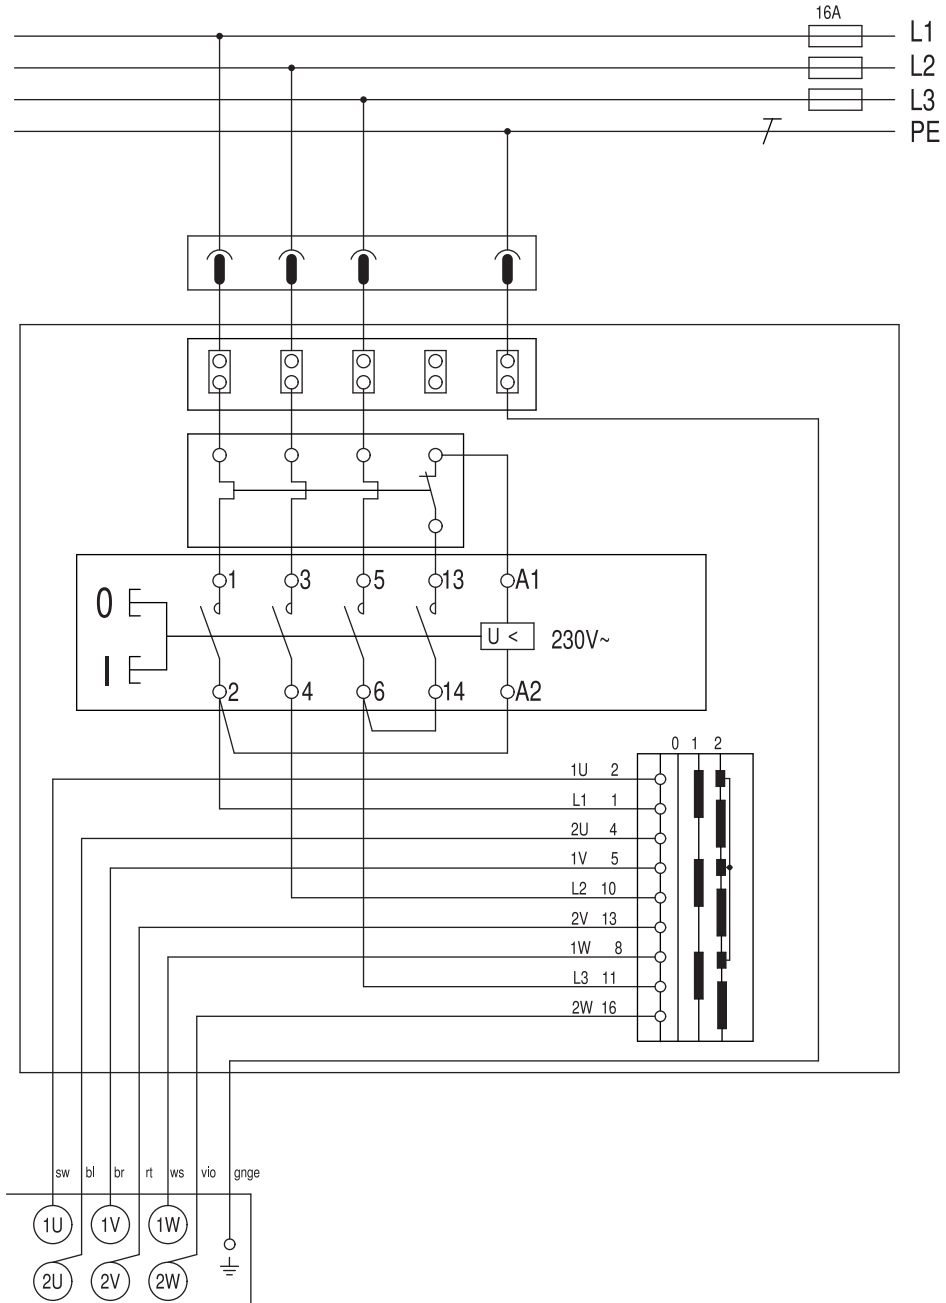 16A
L1
L2
L3
PE
1 3 5 13 A1
0
U < 230V~
I
2 4 6 14 A2
0 1 2
1U 2
L1 1
2U 4
1V 5
L2 10
2V 13
1W 8
L3 11
2W 16
sw bl br rt ws vio gnge
1U 1V 1W
2U 2V 2W